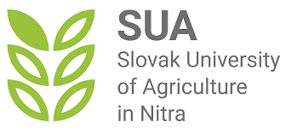 SUA
Slovak University
of Agriculture
in Nitra